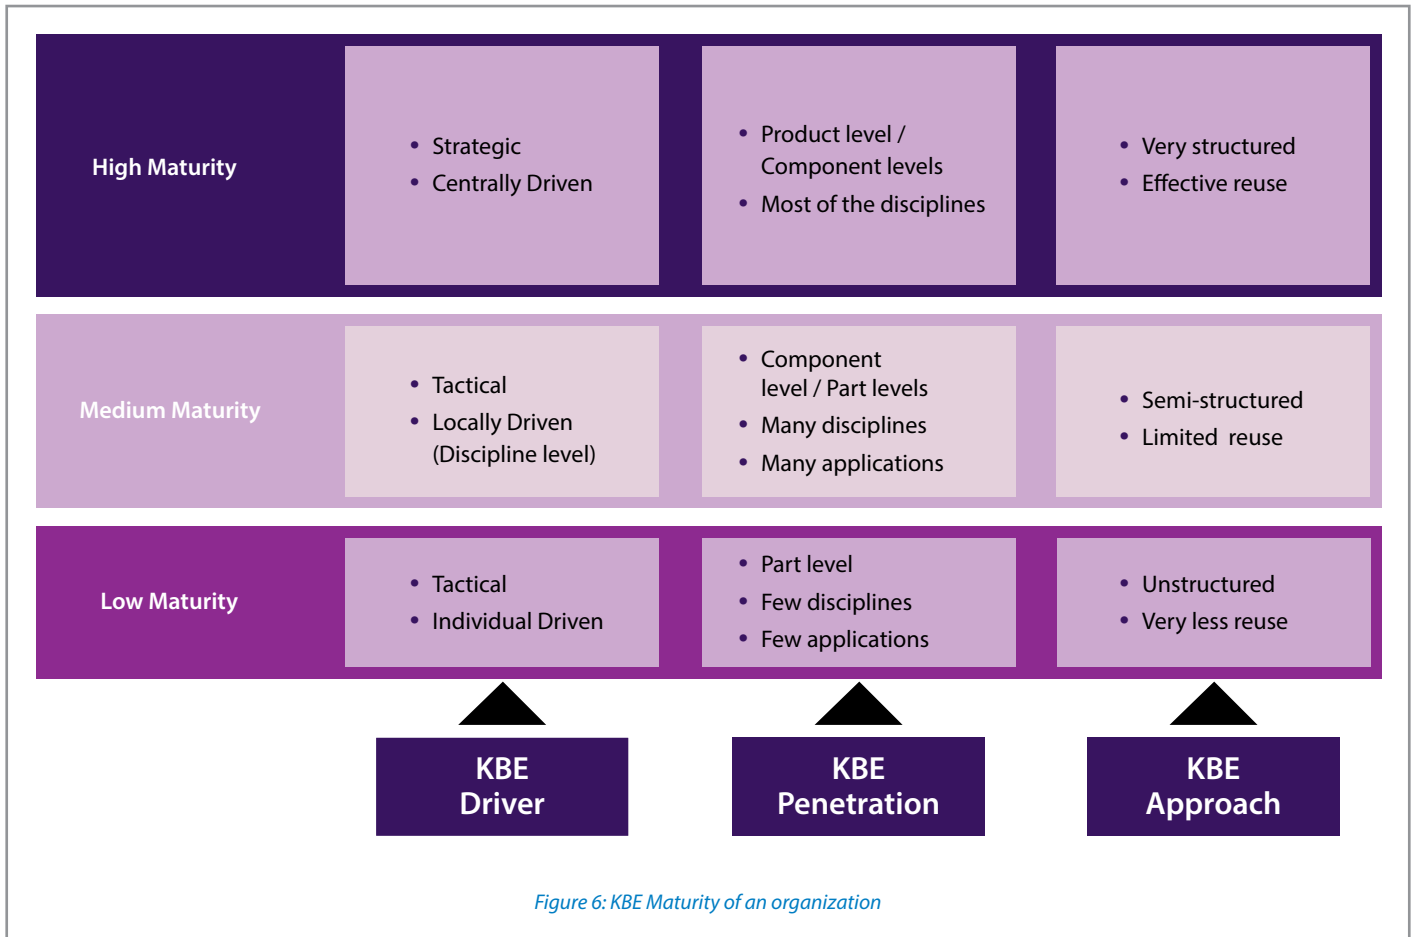 High Maturity
• Strategic
• Centrally Driven
• Product level /
Component levels
• Most of the disciplines
• Very structured
• Effective reuse
Medium Maturity
• Tactical
• Locally Driven
(Discipline level)
• Component
level / Part levels
• Many disciplines
• Many applications
• Semi-structured
• Limited  reuse
Low Maturity
• Tactical
• Individual Driven
• Part level
• Few disciplines
• Few applications
• Unstructured
• Very less reuse
KBE
Driver
KBE
Penetration
KBE
Approach
Figure 6: KBE Maturity of an organization